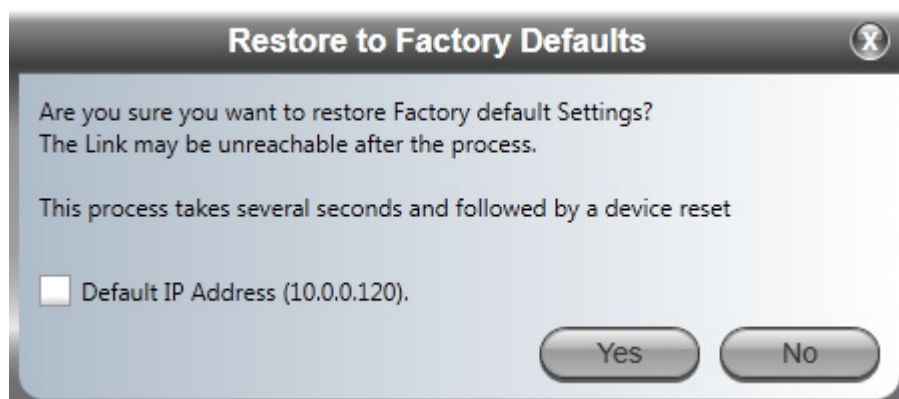 Restore to Factory Defaults
X
Are you sure you want to restore Factory default Settings?
The Link may be unreachable after the process.
This process takes several seconds and followed by a device reset
Default IP Address (10.0.0.120).
Yes
No